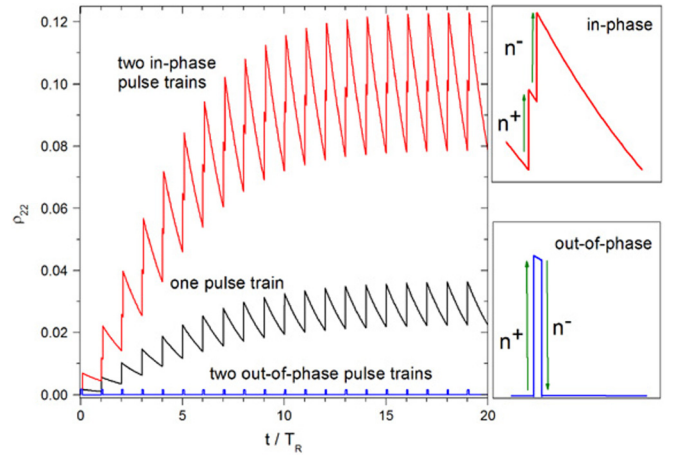 0.12
0.10
0.08
0.06
0.04
0.02
0.00
ρ22
two in-phase
pulse trains
one pulse train
two out-of-phase pulse trains
0 5 10 15 20
t / TR
in-phase
n-
n+
out-of-phase
n+ n-